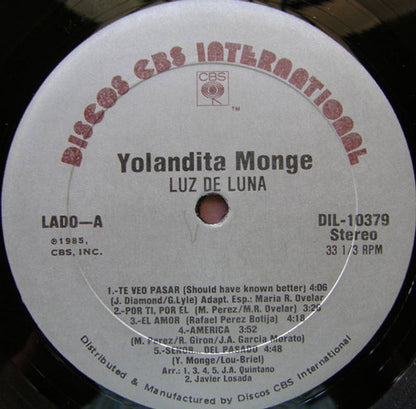 DISCOS CBS INTERNATIONAL
CBS
TM
Yolandita Monge
LUZ DE LUNA
LADO—A
℗1985,
CBS, INC.
DIL-10379
Stereo
33 1/3 RPM
1.-TE VEO PASAR (Should have known better) 4:06
(J. Diamond/G.Lyle) Adapt. Esp.: Maria R. Ovelar
2.-POR TI, POR EL (M. Perez/M.R. Ovelar) 3:26
3.-EL AMOR (Rafael Perez Botija) 4:18
4.-AMERICA 3:52
(M. Perez/R. Giron/J.A. Garcia Morato)
5.-SEÑOR... DEL PASADO 4:48
(Y. Monge/Lou-Briel)
Arr.: 1, 3, 4, 5, J.A. Quintano
2, Javier Losada
Distributed & Manufactured by Discos CBS International